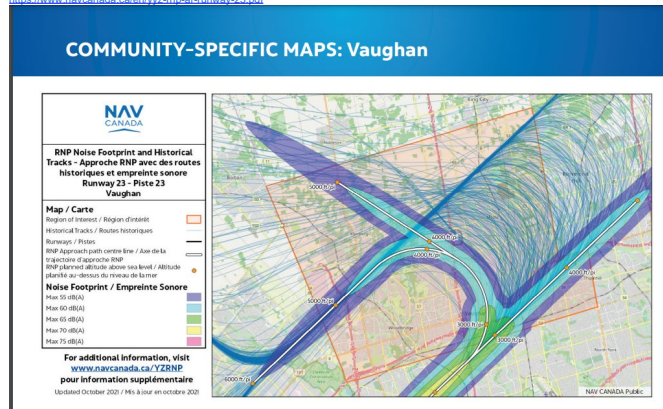 COMMUNITY-SPECIFIC MAPS: Vaughan
NAV
CANADA
RNP Noise Footprint and Historical
Tracks - Approche RNP avec des routes
historiques et empreinte sonore
Runway 23 - Piste 23
Vaughan
Map / Carte
Region of Interest / Région d'intérêt
Historical Tracks / Routes historiques
Runways / Pistes
RNP Approach path centre line / Axe de la
trajectoire d'approche RNP
RNP planned altitude above sea level / Altitude
planifié au-dessus du niveau de la mer
Noise Footprint / Empreinte Sonore
Max 55 dB(A)
Max 60 dB(A)
Max 65 dB(A)
Max 70 dB(A)
Max 75 dB(A)
For additional information, visit
www.navcanada.ca/YZRNP
pour information supplémentaire
Updated October 2021 / Mis à jour en octobre 2021
King City
5000 ft/pi
4000 ft/pi
4000 ft/pi
4000 ft/pi
5000 ft/pi
3000 ft/pi
3000 ft/pi
Woodbridge
6000 ft/pi
NAV CANADA Public